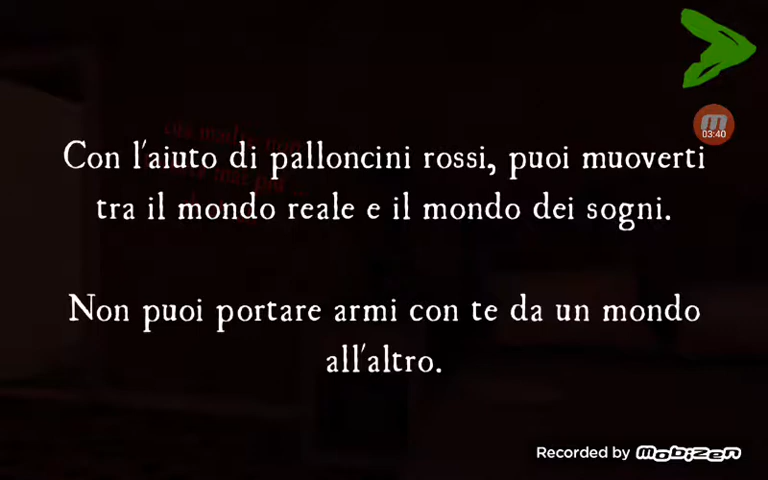 03:40
Con l'aiuto di palloncini rossi, puoi muoverti
tra il mondo reale e il mondo dei sogni.
Non puoi portare armi con te da un mondo
all'altro.
Recorded by mobizen